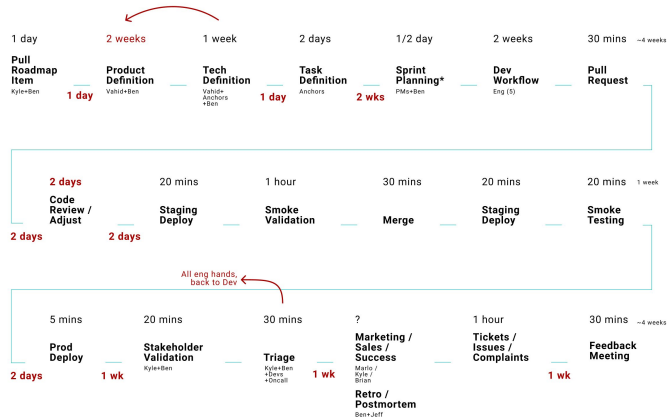 1 day
2 weeks
1 week
2 days
1/2 day
2 weeks
30 mins
~4 weeks
Pull
Roadmap
Item
Kyle+Ben
Product
Definition
Vahid+Ben
Tech
Definition
Vahid+
Anchors
+Ben
Task
Definition
Anchors
Sprint
Planning*
PMs+Ben
Dev
Workflow
Eng (5)
Pull
Request
1 day
1 day
2 wks
2 days
20 mins
1 hour
30 mins
20 mins
20 mins
1 week
Code
Review /
Adjust
Staging
Deploy
Smoke
Validation
Merge
Staging
Deploy
Smoke
Testing
2 days
2 days
All eng hands,
back to Dev
5 mins
20 mins
30 mins
?
1 hour
30 mins
~4 weeks
Prod
Deploy
Stakeholder
Validation
Kyle+Ben
Triage
Kyle+Ben
+Devs
+Oncall
Marketing /
Sales /
Success
Marlo /
Kyle /
Brian
Tickets /
Issues /
Complaints
Feedback
Meeting
2 days
1 wk
1 wk
1 wk
Retro /
Postmortem
Ben+Jeff